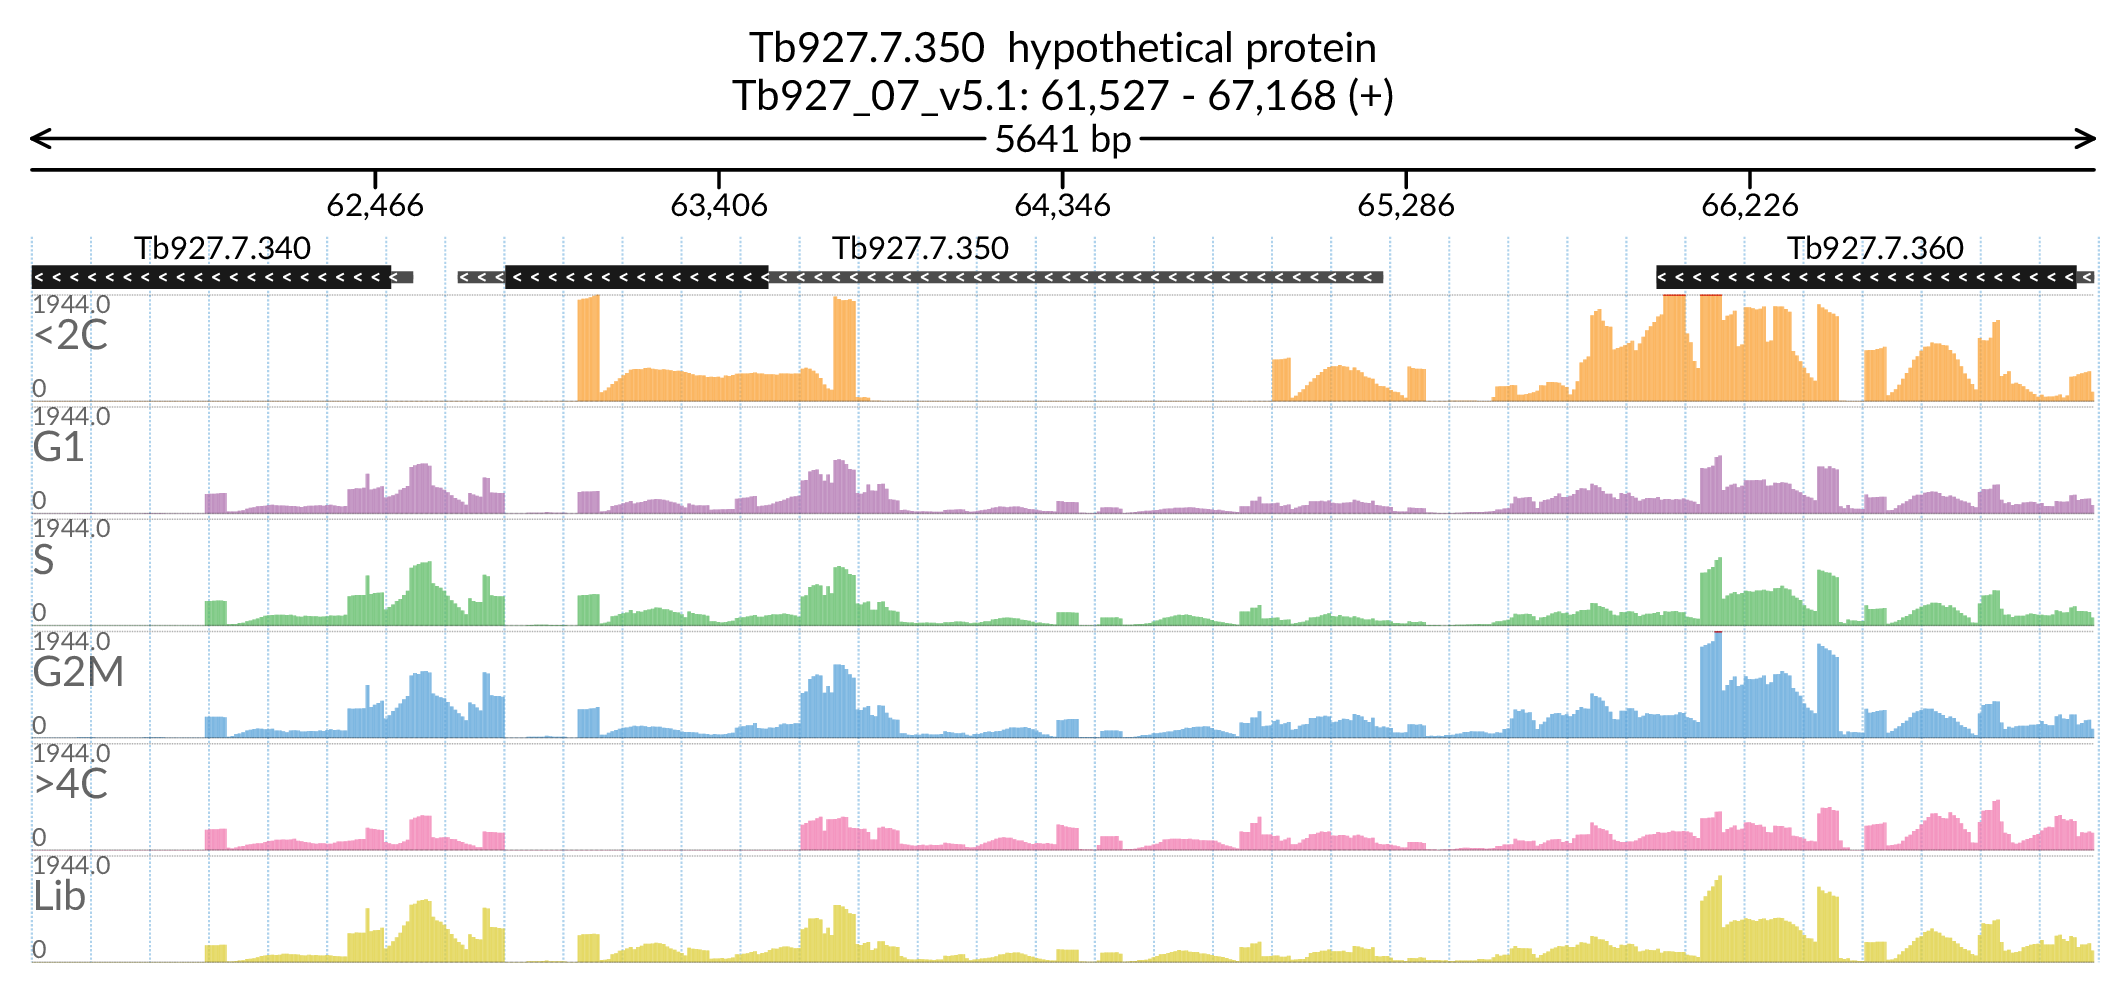 Tb927.7.350  hypothetical protein
Tb927_07_v5.1: 61,527 - 67,168 (+)
5641 bp
62,466 63,406 64,346 65,286 66,226
Tb927.7.340 Tb927.7.350 Tb927.7.360
1944.0
<2C
0
1944.0
G1
0
1944.0
S
0
1944.0
G2M
0
1944.0
>4C
0
1944.0
Lib
0